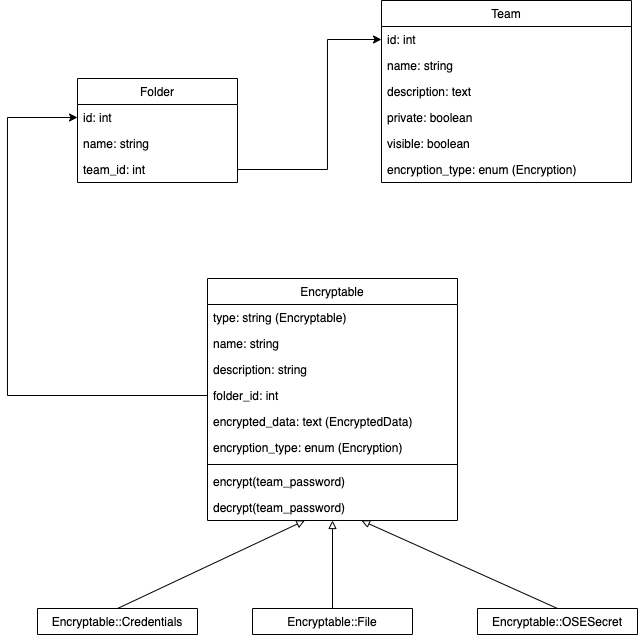 Team
id: int
name: string
description: text
private: boolean
visible: boolean
encryption_type: enum (Encryption)
Folder
id: int
name: string
team_id: int
Encryptable
type: string (Encryptable)
name: string
description: string
folder_id: int
encrypted_data: text (EncryptedData)
encryption_type: enum (Encryption)
encrypt(team_password)
decrypt(team_password)
Encryptable::Credentials
Encryptable::File
Encryptable::OSESecret